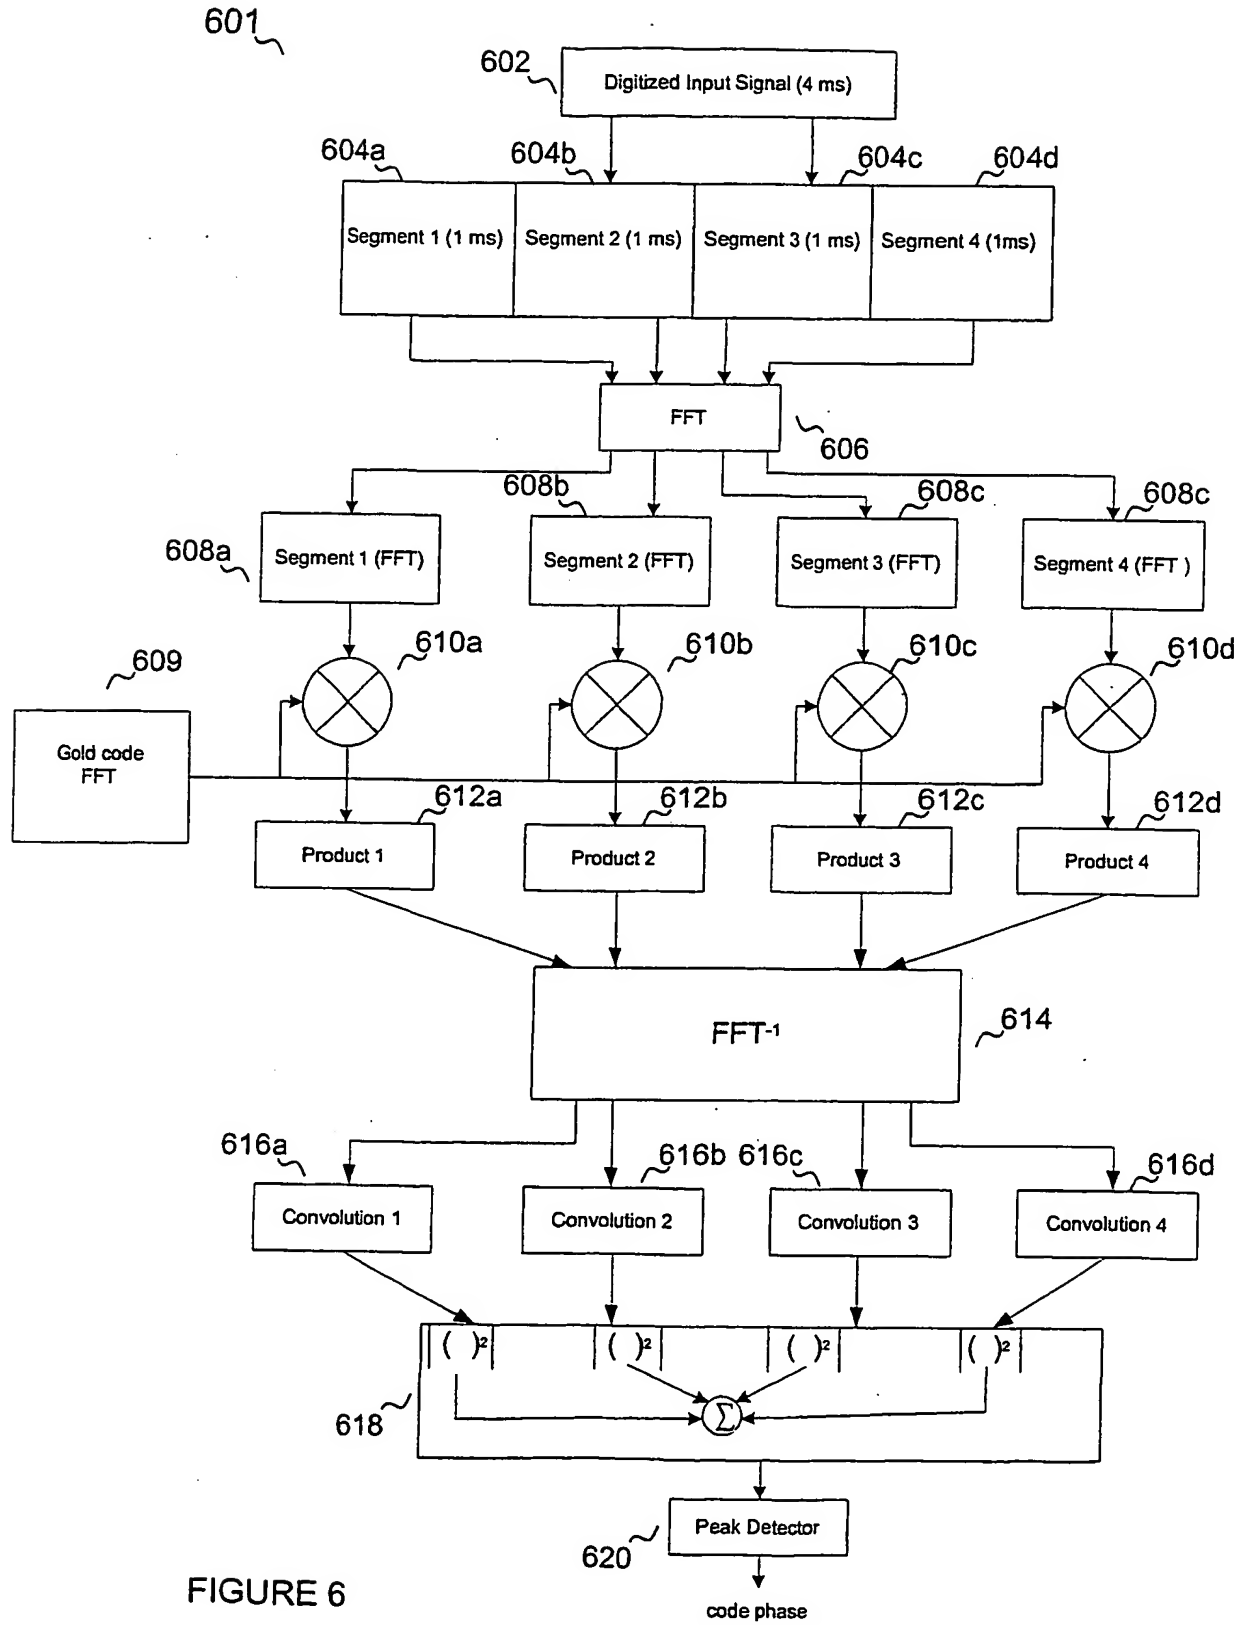 601
602
Digitized Input Signal (4 ms)
604a
604b
604c
604d
Segment 1 (1 ms)
Segment 2 (1 ms)
Segment 3 (1 ms)
Segment 4 (1ms)
FFT
606
608a
608b
608c
608c
Segment 1 (FFT)
Segment 2 (FFT)
Segment 3 (FFT)
Segment 4 (FFT )
609
610a
610b
610c
610d
Gold code
FFT
612a
612b
612c
612d
Product 1
Product 2
Product 3
Product 4
FFT-1
614
616a
616b
616c
616d
Convolution 1
Convolution 2
Convolution 3
Convolution 4
( )²
( )²
( )²
( )²
Σ
618
Peak Detector
620
code phase
FIGURE 6